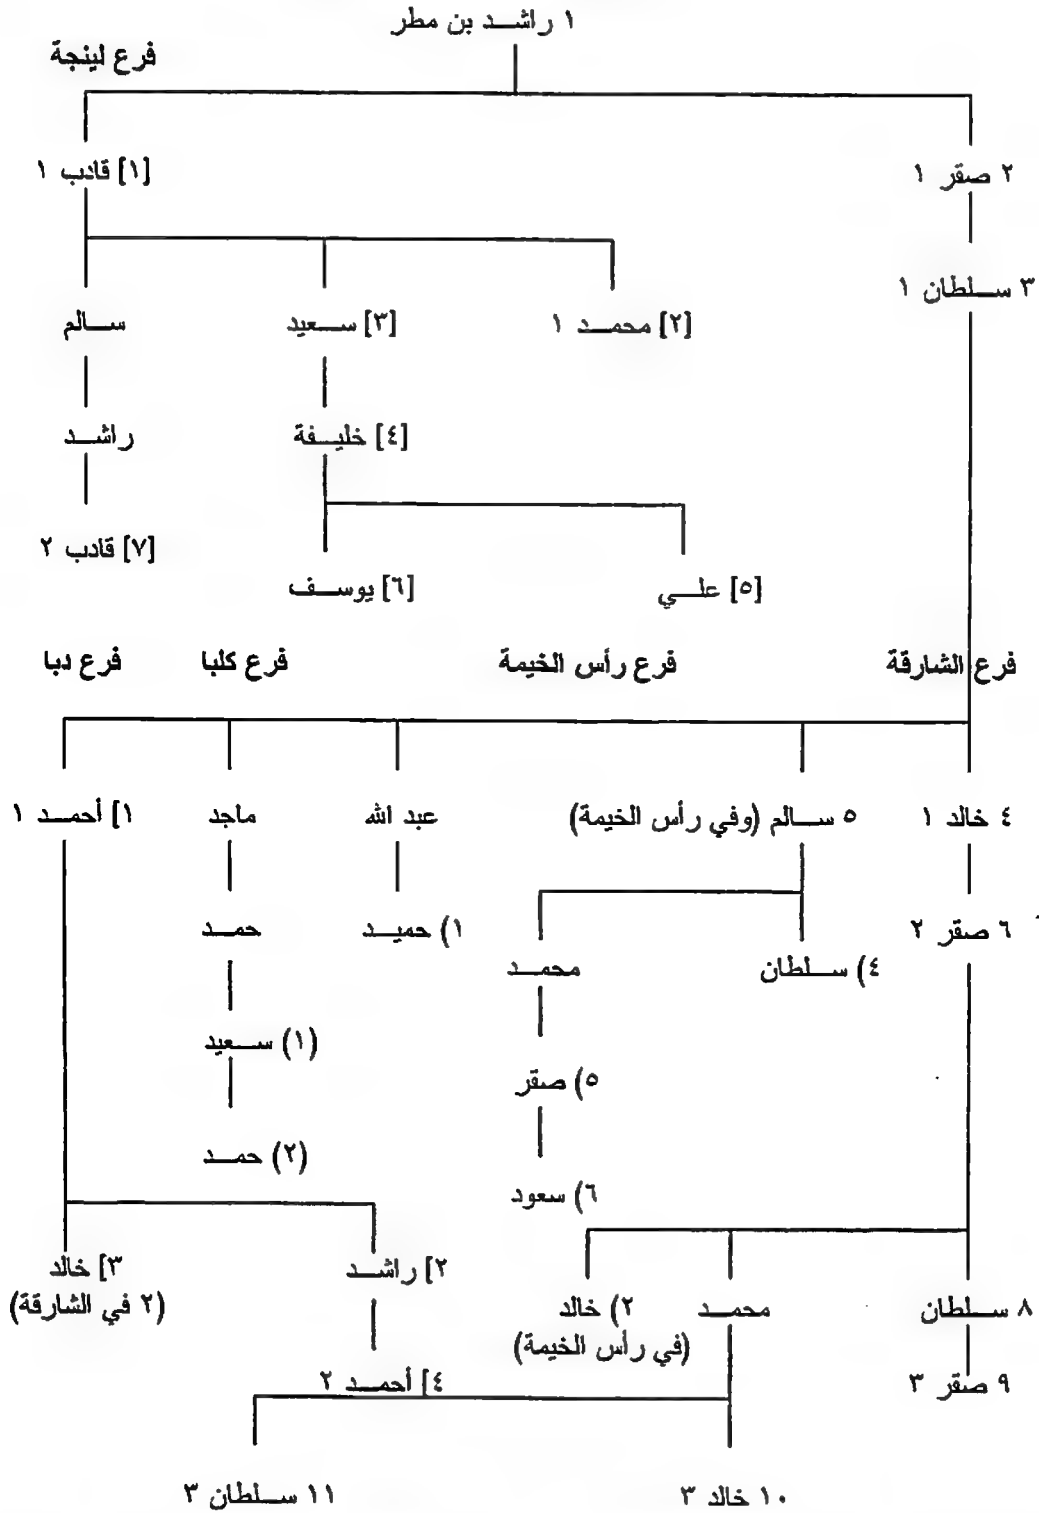 ١ راشد بن مطر
فرع لينجة
٢ صقر ١
[١] قادب ١
٣ سلطان ١
[٢] محمد ١
[٣] سعيد
سالم
[٤] خليفة
راشد
[٧] قادب ٢
[٥] علي
[٦] يوسف
فرع الشارقة
فرع رأس الخيمة
فرع كلبا
فرع دبا
٤ خالد ١
٥ سالم (وفي رأس الخيمة)
عبد الله
ماجد
١] أحمد ١
٦ صقر ٢
٤) سلطان
محمد
١) حميد
حمد
(١) سعيد
٥) صقر
(٢) حمد
٦) سعود
٢] راشد
٣] خالد
(٢ في الشارقة)
٨ سلطان
محمد
٢) خالد
(في رأس الخيمة)
٤] أحمد ٢
٩ صقر ٣
١٠ خالد ٣
١١ سلطان ٣